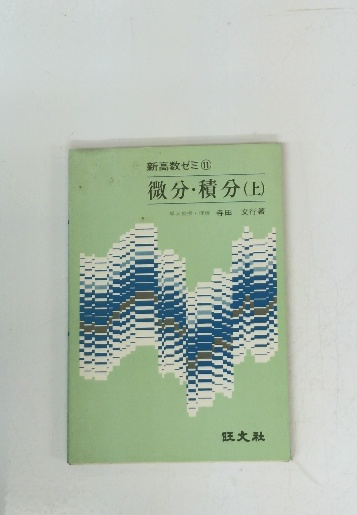 新高数ゼミ⑪
微分・積分(上)
寺田 文行著
旺文社